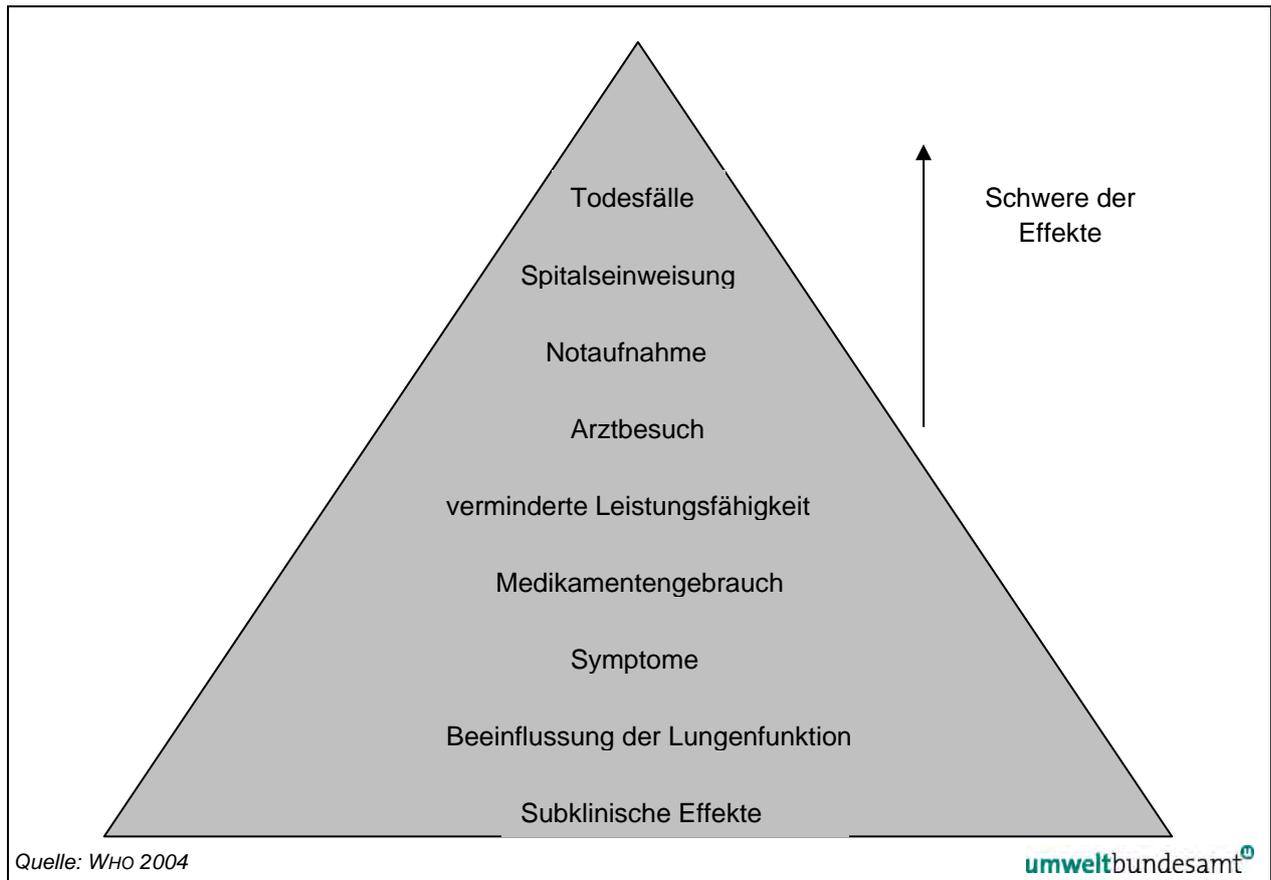 Todesfälle
Schwere der
Effekte
Spitalseinweisung
Notaufnahme
Arztbesuch
verminderte Leistungsfähigkeit
Medikamentengebrauch
Symptome
Beeinflussung der Lungenfunktion
Subklinische Effekte
Quelle: WHO 2004
umweltbundesamt